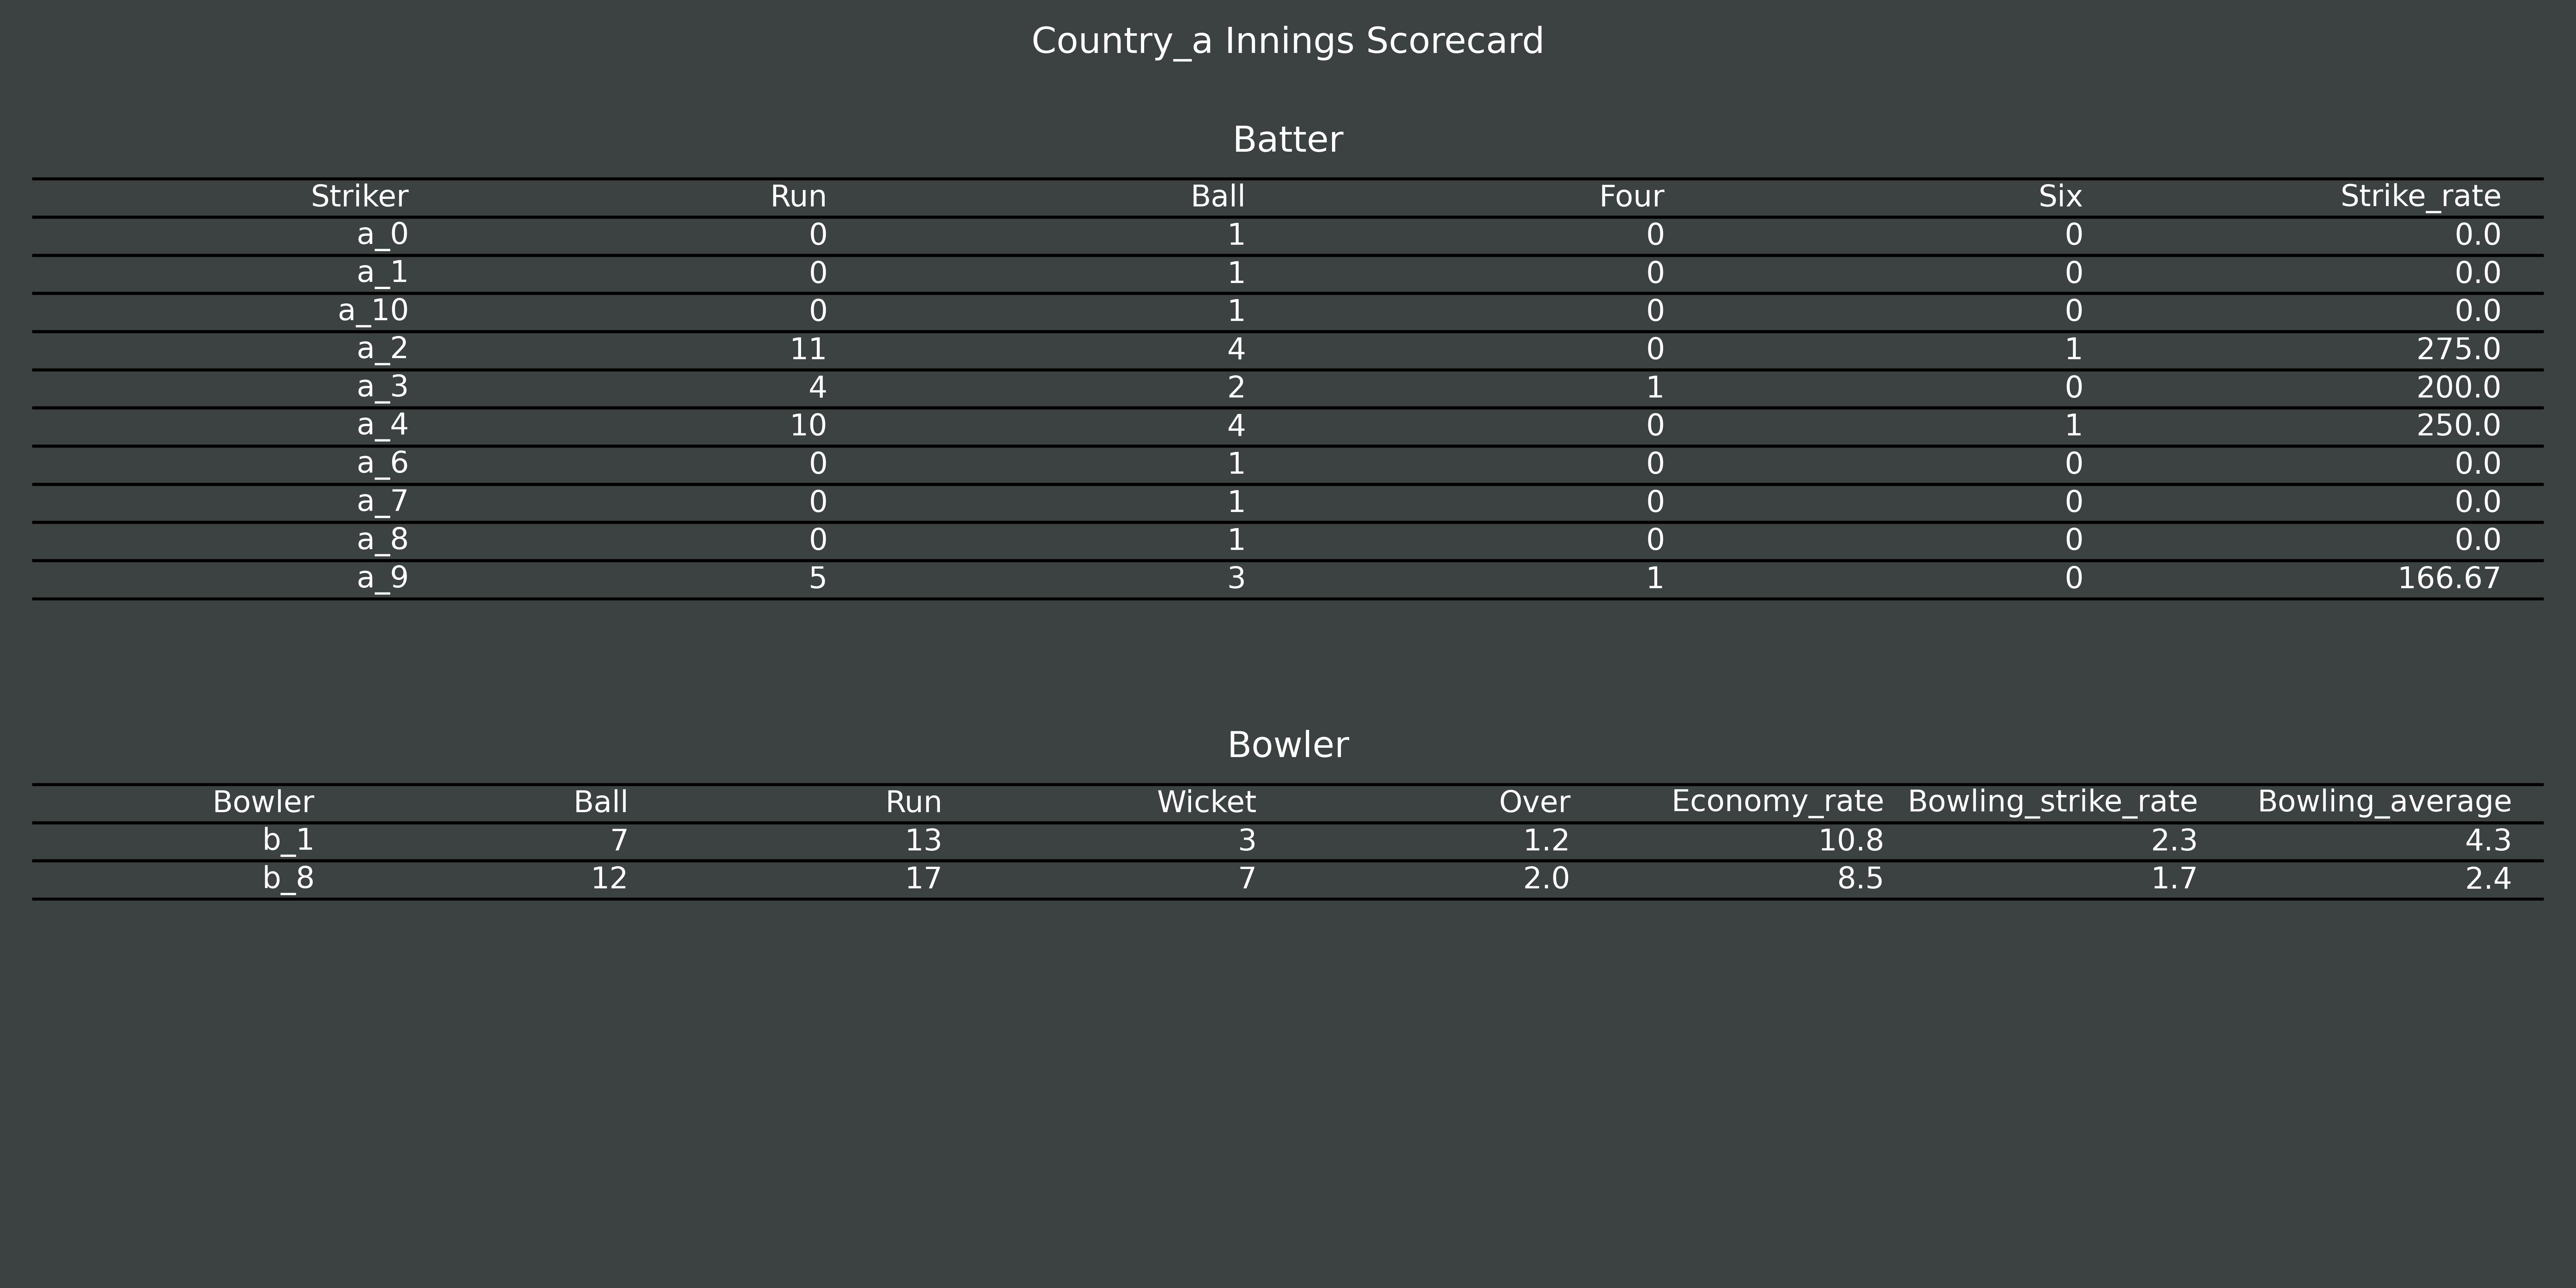 Country_a Innings Scorecard
Batter
Striker Run Ball Four Six Strike_rate
a_0 0 1 0 0 0.0
a_1 0 1 0 0 0.0
a_10 0 1 0 0 0.0
a_2 11 4 0 1 275.0
a_3 4 2 1 0 200.0
a_4 10 4 0 1 250.0
a_6 0 1 0 0 0.0
a_7 0 1 0 0 0.0
a_8 0 1 0 0 0.0
a_9 5 3 1 0 166.67
Bowler
Bowler Ball Run Wicket Over Economy_rate Bowling_strike_rate Bowling_average
b_1 7 13 3 1.2 10.8 2.3 4.3
b_8 12 17 7 2.0 8.5 1.7 2.4